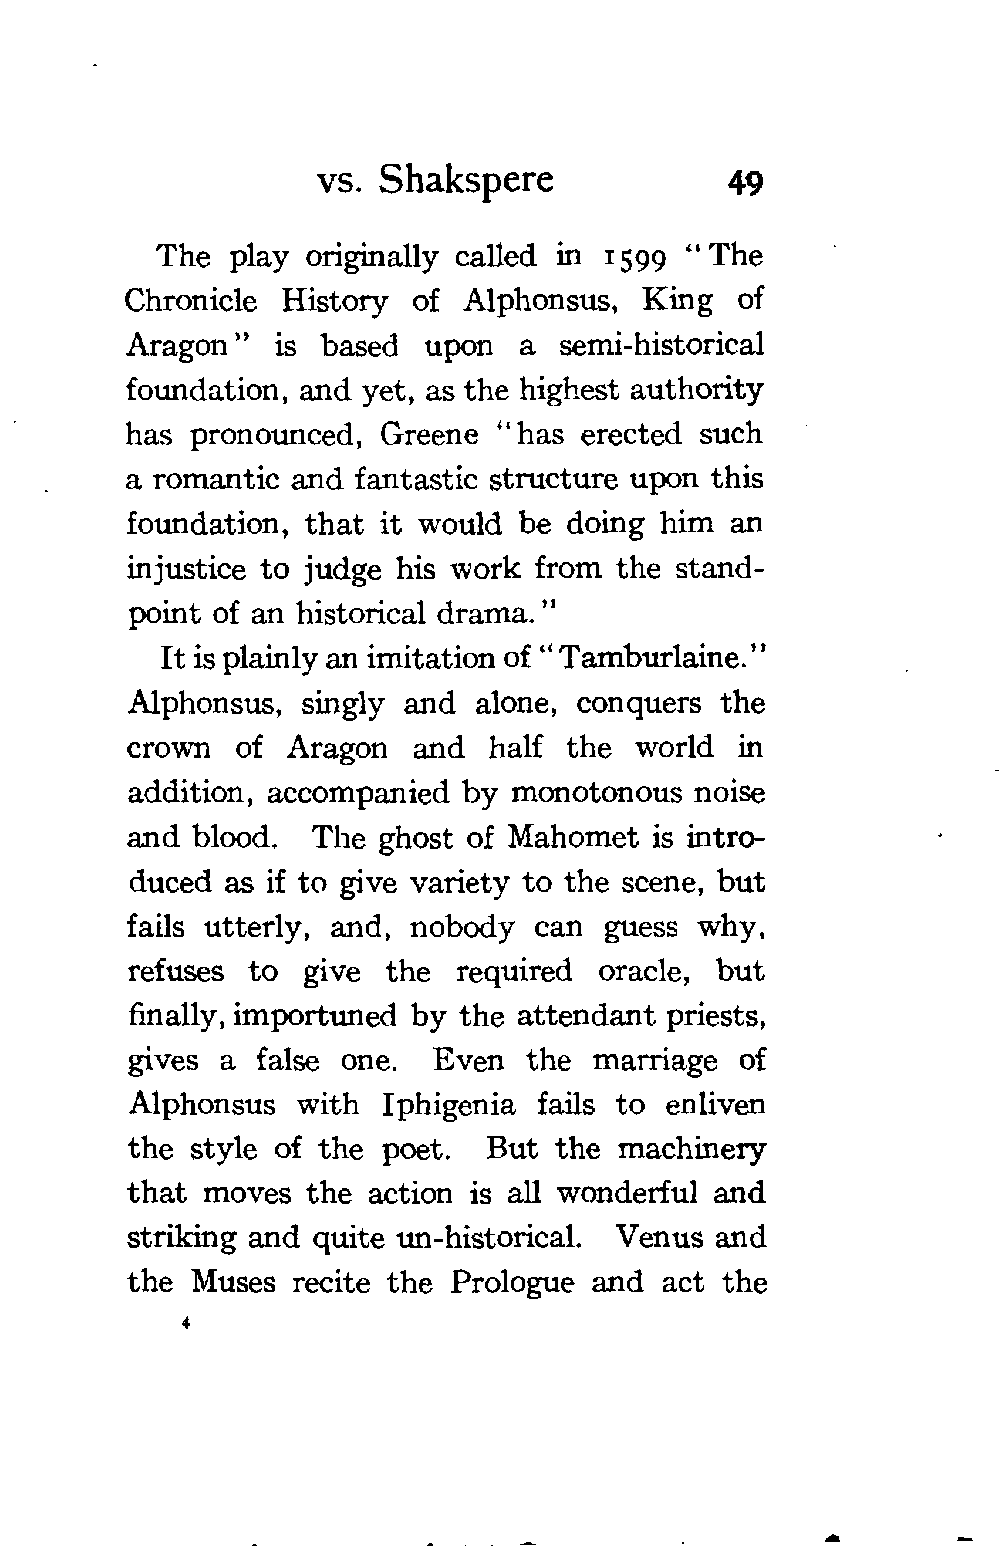 vs. Shakspere 49
The play originally called in 1599 "The
Chronicle History of Alphonsus, King of
Aragon" is based upon a semi-historical
foundation, and yet, as the highest authority
has pronounced, Greene "has erected such
a romantic and fantastic structure upon this
foundation, that it would be doing him an
injustice to judge his work from the stand-
point of an historical drama."
It is plainly an imitation of "Tamburlaine."
Alphonsus, singly and alone, conquers the
crown of Aragon and half the world in
addition, accompanied by monotonous noise
and blood. The ghost of Mahomet is intro-
duced as if to give variety to the scene, but
fails utterly, and, nobody can guess why,
refuses to give the required oracle, but
finally, importuned by the attendant priests,
gives a false one. Even the marriage of
Alphonsus with Iphigenia fails to enliven
the style of the poet. But the machinery
that moves the action is all wonderful and
striking and quite un-historical. Venus and
the Muses recite the Prologue and act the
4